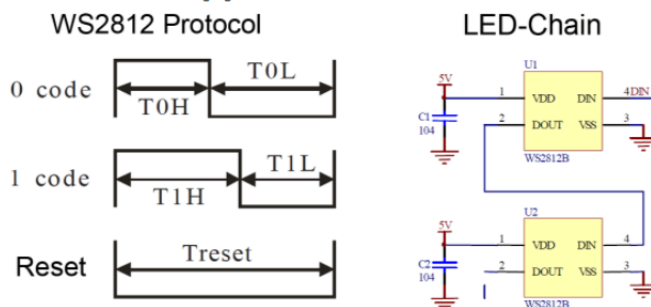 WS2812 Protocol
LED-Chain
0 code
T0H
T0L
1 code
T1H
T1L
Reset
Treset
U1
5V
1
VDD
DIN
4
DIN
C1
104
2
DOUT
VSS
3
WS2812B
U2
5V
1
VDD
DIN
4
C2
104
2
DOUT
VSS
3
WS2812B